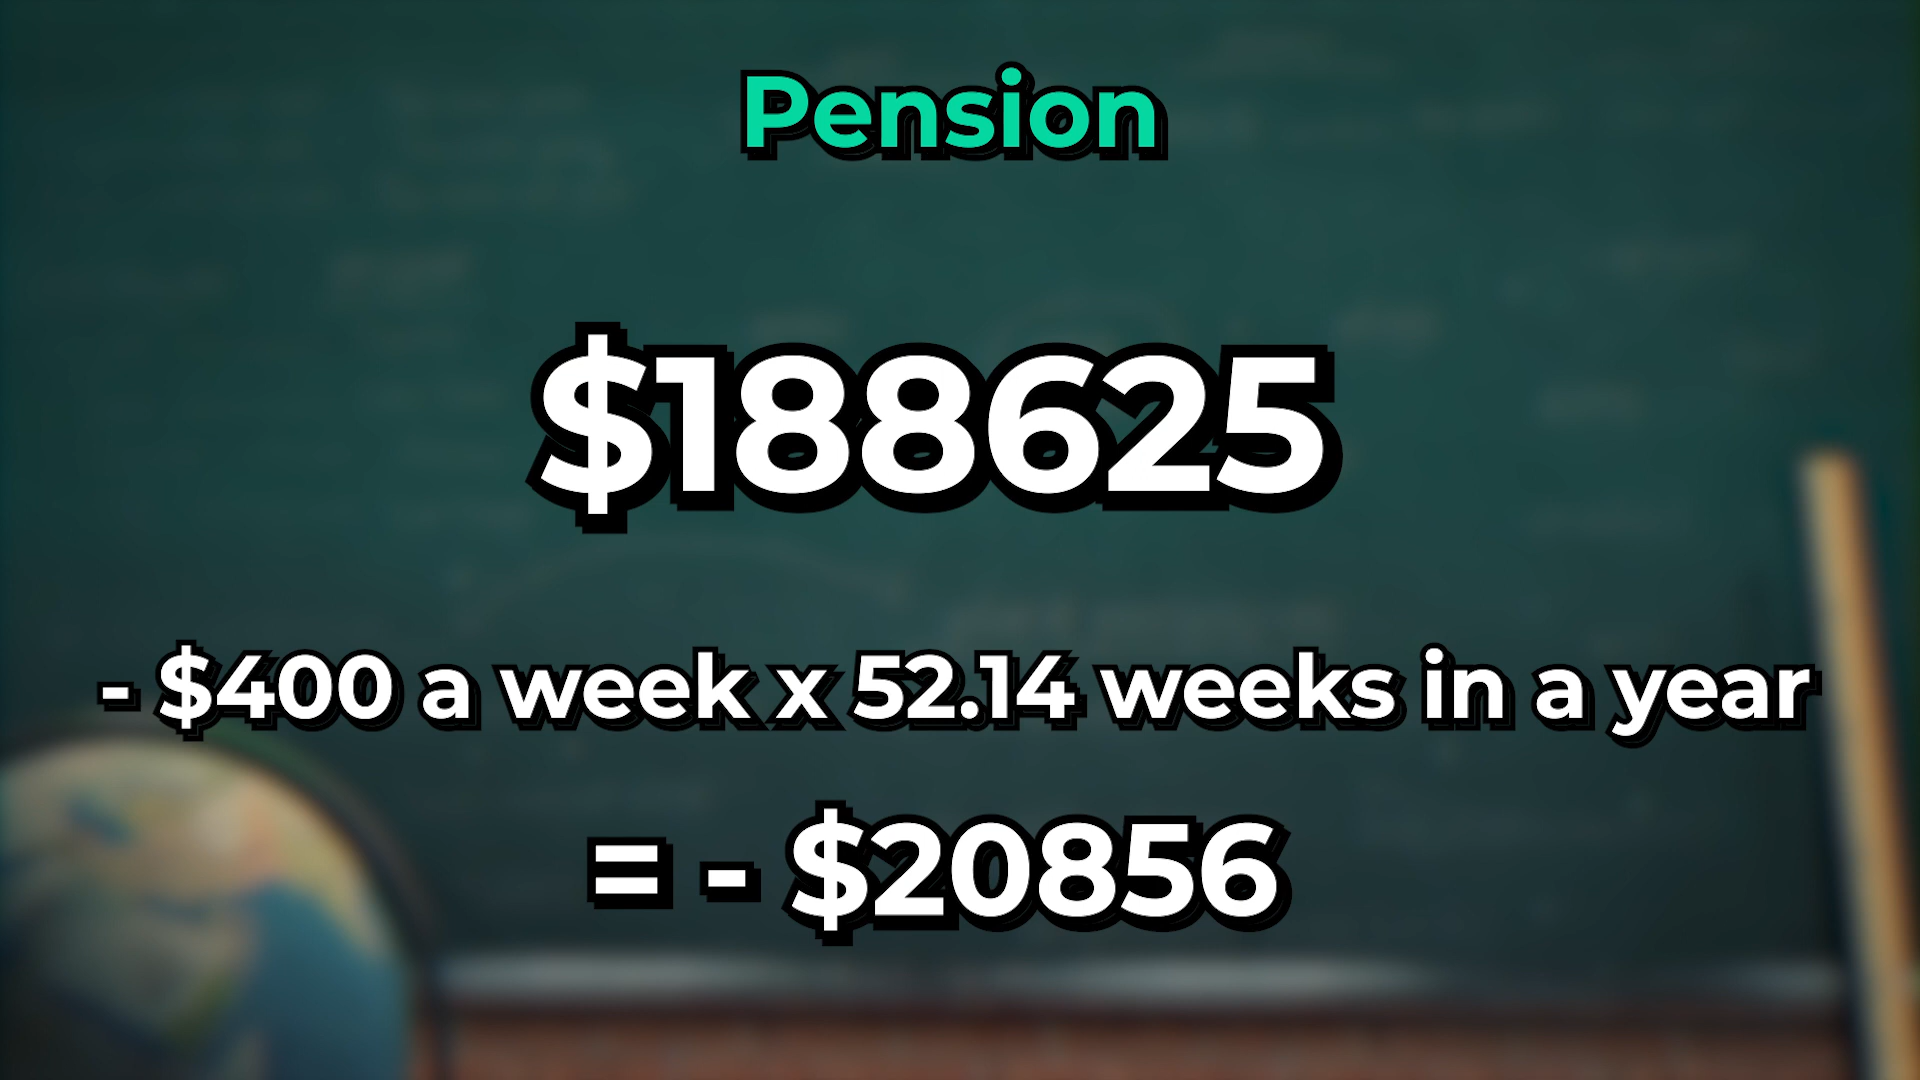 Pension
$188625
- $400 a week x 52.14 weeks in a year
= - $20856